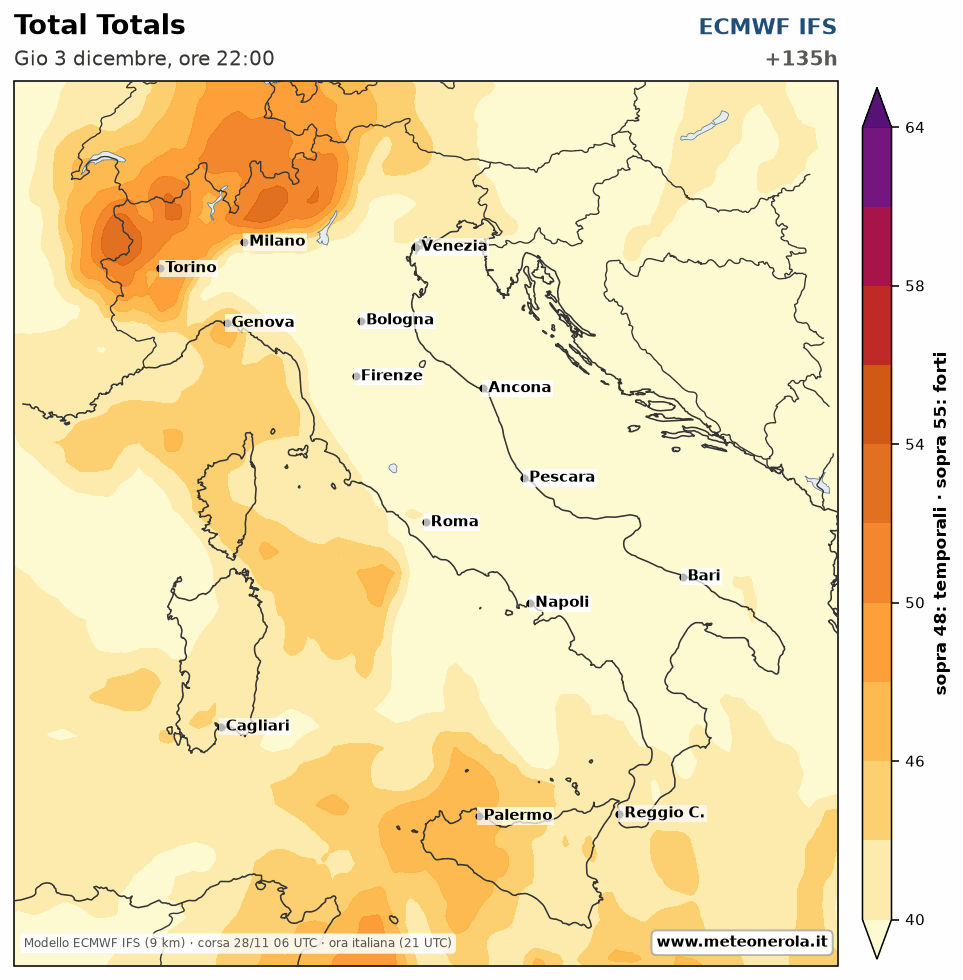 Total Totals
ECMWF IFS
Gio 3 dicembre, ore 22:00
+135h
Milano
Venezia
Torino
Genova
Bologna
Firenze
Ancona
Pescara
Roma
Bari
Napoli
Cagliari
Palermo
Reggio C.
64
58
54
50
46
40
sopra 48: temporali · sopra 55: forti
Modello ECMWF IFS (9 km) · corsa 28/11 06 UTC · ora italiana (21 UTC)
www.meteonerola.it